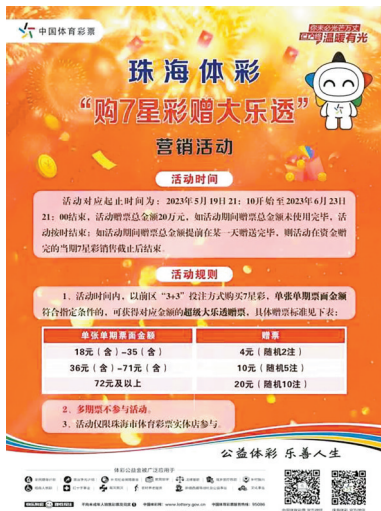 中国体育彩票
温暖有光
珠海体彩
“购7星彩赠大乐透”
营销活动
活动时间
活动对应起止时间为：2023年5月19日21：10开始至2023年6月23日
21：00结束，活动赠票总金额20万元，如活动期间赠票总金额未使用完毕，活
动按时结束；如活动期间赠票总金额提前在某一天赠送完毕，则活动在资金赠
完的当期7星彩销售截止后结束。
活动规则
1、活动时间内，以前区“3+3”投注方式购买7星彩，单张单期票面金额
符合指定条件的，可获得对应金额的超级大乐透赠票，具体赠票标准见下表：
单张单期票面金额 赠票
18元（含）-35（含） 4元（随机2注）
36元（含）-71元（含） 10元（随机5注）
72元及以上 20元（随机10注）
2、多期票不参与活动。
3、活动仅限珠海市体育彩票实体店参与。
公益体彩 乐善人生
体彩公益金被广泛应用于